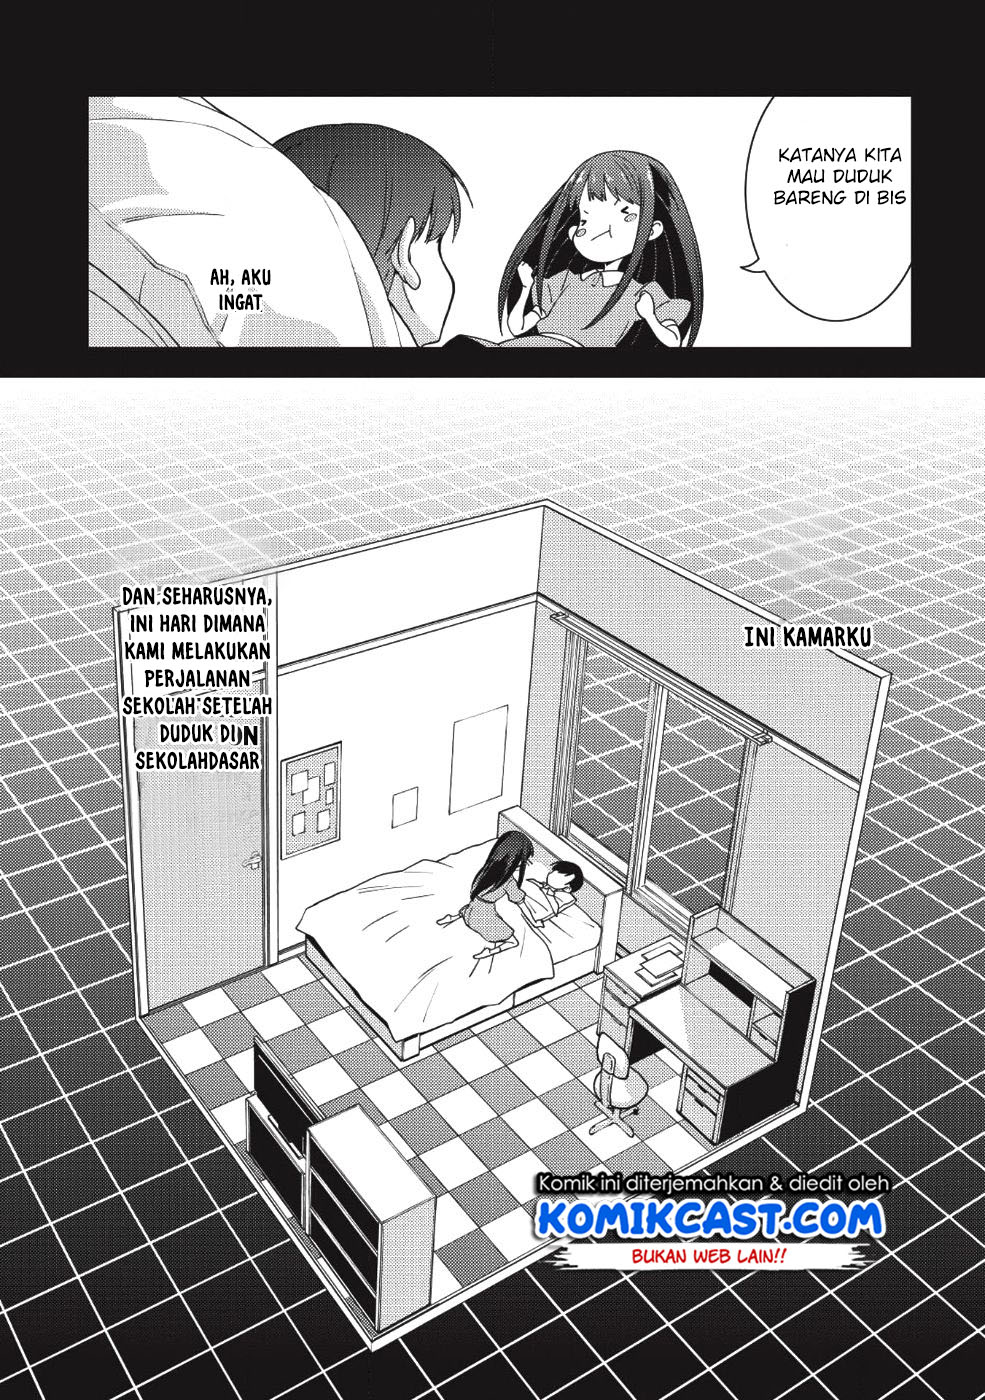 KATANYA KITA
MAU DUDUK
BARENG DI BIS
AH, AKU
INGAT
DAN SEHARUSNYA,
INI HARI DIMANA
KAMI MELAKUKAN
PERJALANAN
SEKOLAH SETELAH
DUDUK DI N
SEKOLAHDASAR
INI KAMARKU
Komik ini diterjemahkan & diedit oleh
KOMIKCAST.COM
BUKAN WEB LAIN!!